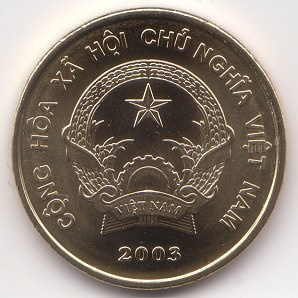 CỘNG HÒA XÃ HỘI CHỦ NGHĨA VIỆT NAM
VIỆT NAM
2003